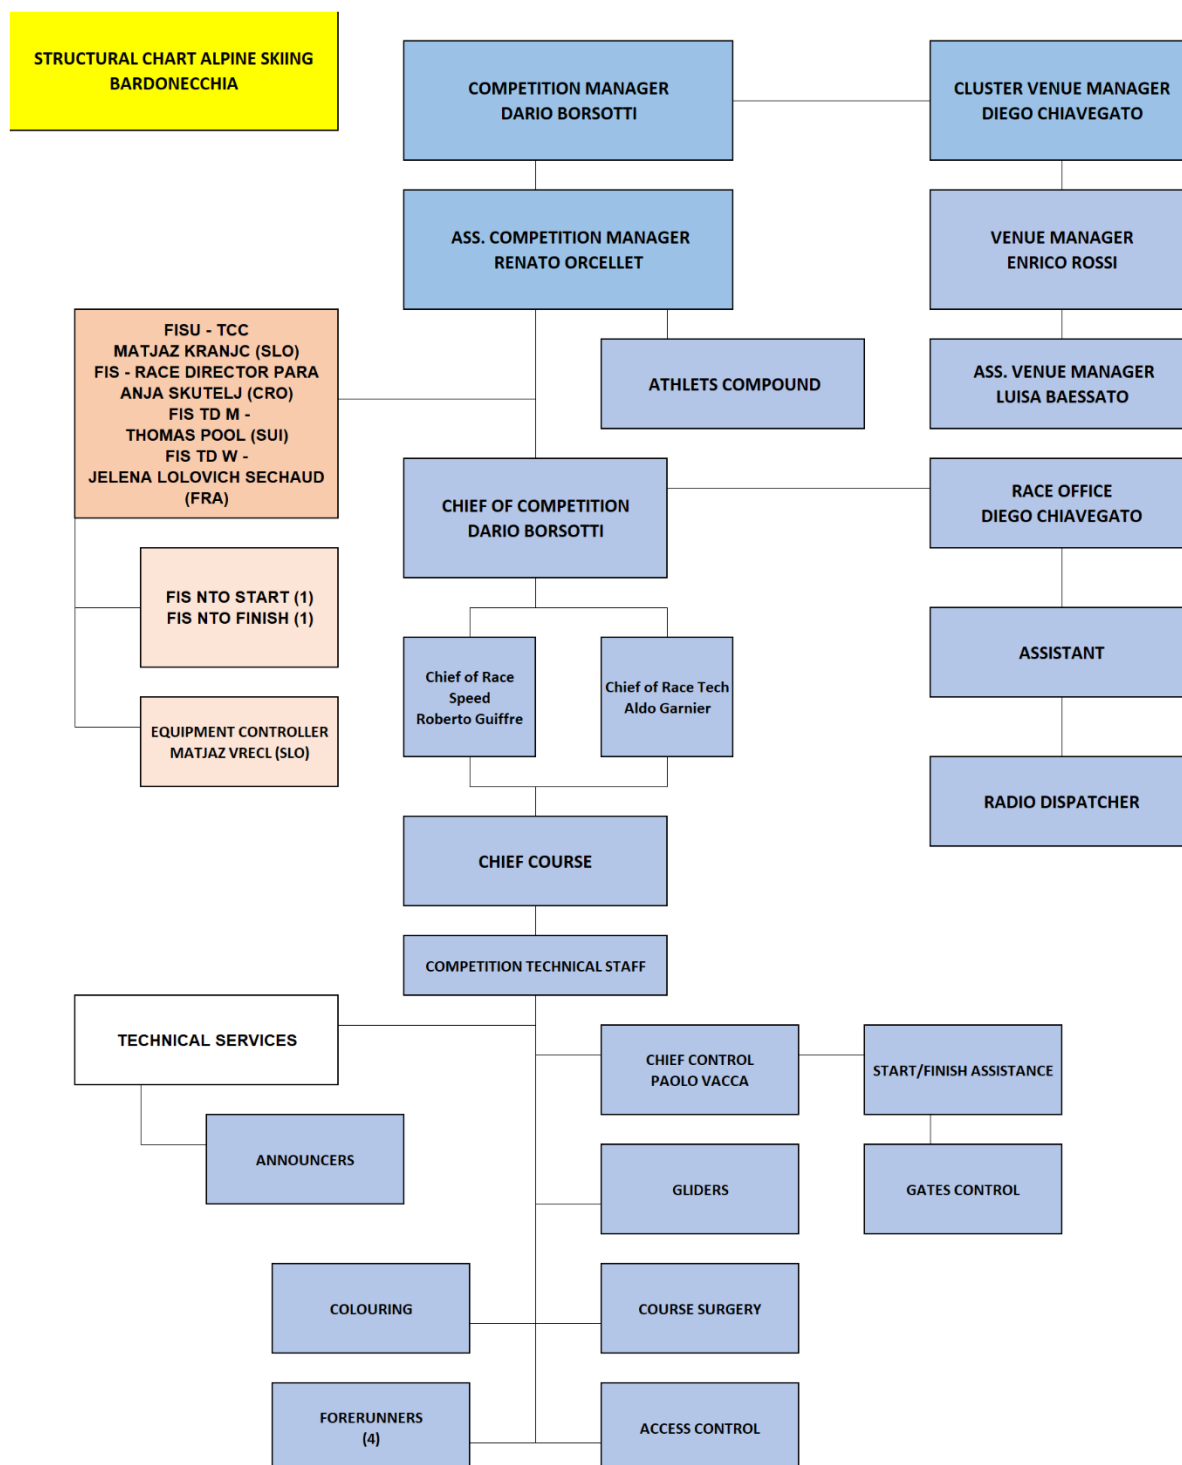 STRUCTURAL CHART ALPINE SKIING
BARDONECCHIA
COMPETITION MANAGER
DARIO BORSOTTI
CLUSTER VENUE MANAGER
DIEGO CHIAVEGATO
ASS. COMPETITION MANAGER
RENATO ORCELLET
VENUE MANAGER
ENRICO ROSSI
FISU - TCC
MATJAZ KRANJC (SLO)
FIS - RACE DIRECTOR PARA
ANJA SKUTELJ (CRO)
FIS TD M -
THOMAS POOL (SUI)
FIS TD W -
JELENA LOLOVICH SECHAUD
(FRA)
ATHLETS COMPOUND
ASS. VENUE MANAGER
LUISA BAESSATO
CHIEF OF COMPETITION
DARIO BORSOTTI
RACE OFFICE
DIEGO CHIAVEGATO
FIS NTO START (1)
FIS NTO FINISH (1)
Chief of Race
Speed
Roberto Guiffre
Chief of Race Tech
Aldo Garnier
ASSISTANT
EQUIPMENT CONTROLLER
MATJAZ VRECL (SLO)
RADIO DISPATCHER
CHIEF COURSE
COMPETITION TECHNICAL STAFF
TECHNICAL SERVICES
CHIEF CONTROL
PAOLO VACCA
START/FINISH ASSISTANCE
ANNOUNCERS
GLIDERS
GATES CONTROL
COLOURING
COURSE SURGERY
FORERUNNERS
(4)
ACCESS CONTROL